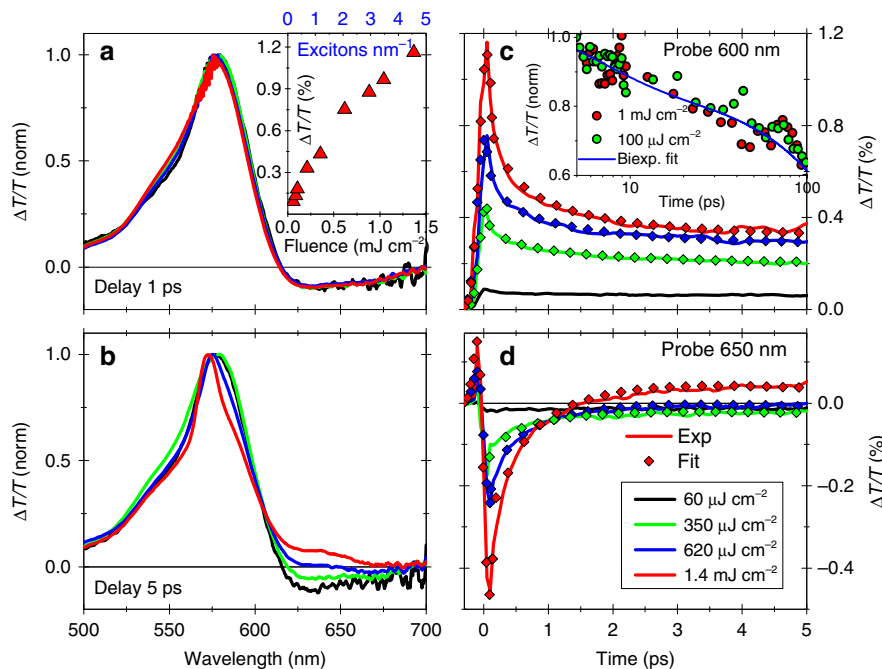 0 1 2 3 4 5
a
Excitons nm⁻¹
1.2
0.9
0.6
0.3
ΔT/T (%)
0.0 0.5 1.0 1.5
Fluence (mJ cm⁻²)
1.0
0.5
0.0
ΔT/T (norm)
Delay 1 ps
b
1.0
0.5
0.0
ΔT/T (norm)
Delay 5 ps
500 550 600 650 700
Wavelength (nm)
c
Probe 600 nm
1.0
0.8
0.6
ΔT/T (norm)
1 mJ cm⁻²
100 μJ cm⁻²
Biexp. fit
10 100
Time (ps)
1.2
0.8
0.4
0.0
ΔT/T (%)
d
Probe 650 nm
Exp
Fit
60 μJ cm⁻²
350 μJ cm⁻²
620 μJ cm⁻²
1.4 mJ cm⁻²
0.0
−0.2
−0.4
ΔT/T (%)
0 1 2 3 4 5
Time (ps)